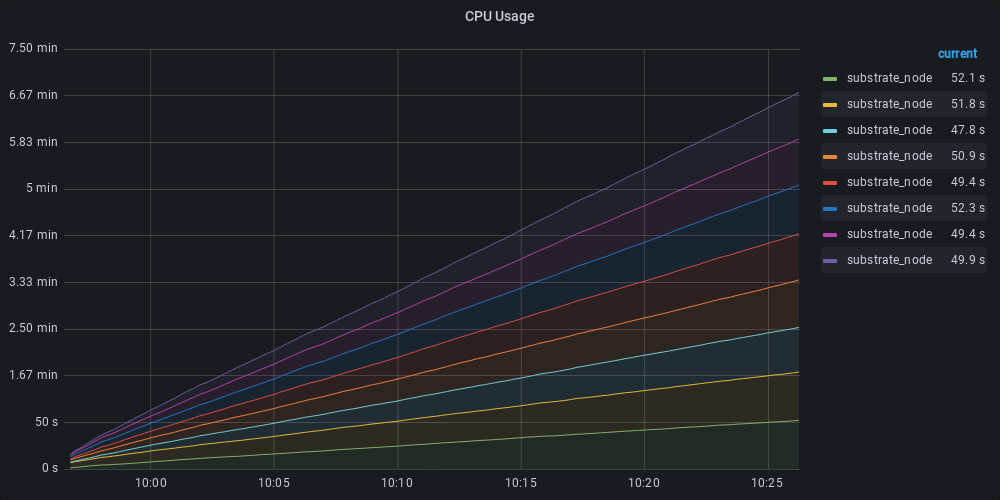 CPU Usage
7.50 min
6.67 min
5.83 min
5 min
4.17 min
3.33 min
2.50 min
1.67 min
50 s
0 s
10:00 10:05 10:10 10:15 10:20 10:25
current
substrate_node 52.1 s
substrate_node 51.8 s
substrate_node 47.8 s
substrate_node 50.9 s
substrate_node 49.4 s
substrate_node 52.3 s
substrate_node 49.4 s
substrate_node 49.9 s